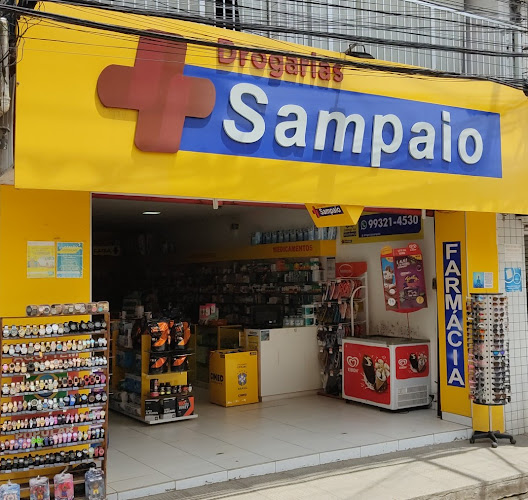 Drogarias
Sampaio
Sampaio
99321-4530
MEDICAMENTOS
FARMÁCIA